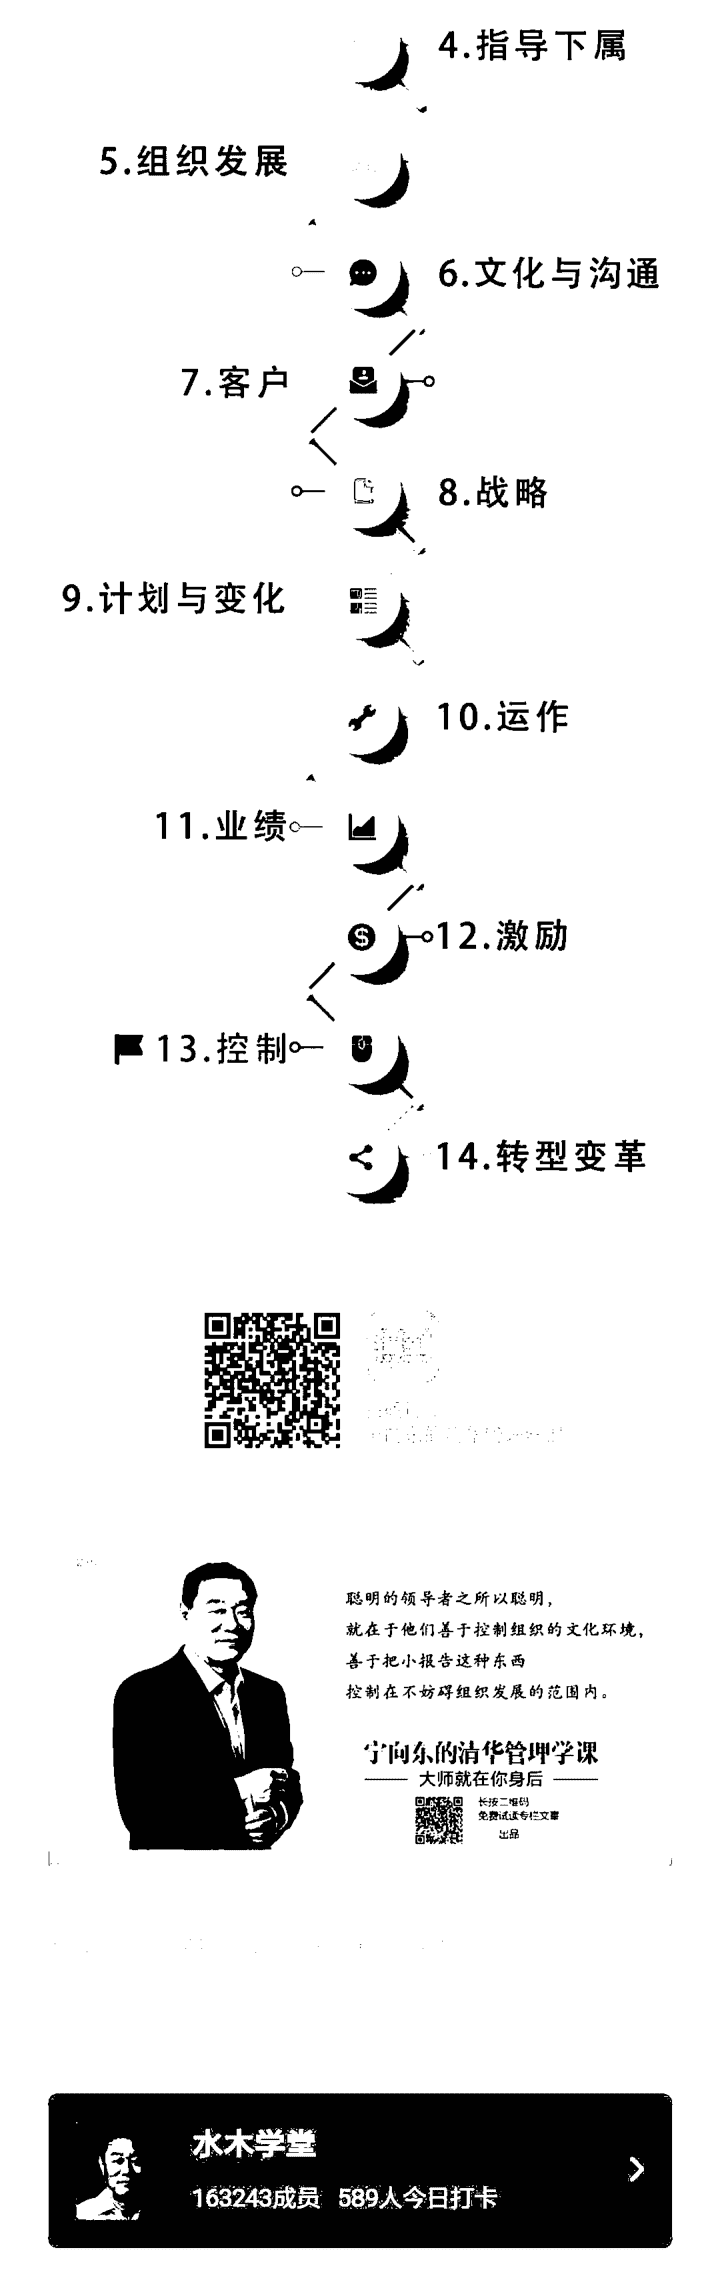 4.指导下属
5.组织发展
6.文化与沟通
7.客户
8.战略
9.计划与变化
10.运作
11.业绩
12.激励
13.控制
14.转型变革
聪明的领导者之所以聪明，
就在于他们善于控制组织的文化环境，
善于把小报告这种东西
控制在不妨碍组织发展的范围内。
宁向东的清华管理学课
大师就在你身后
长按二维码
免费试读专栏文章
出品
水木学堂
163243成员 589人今日打卡